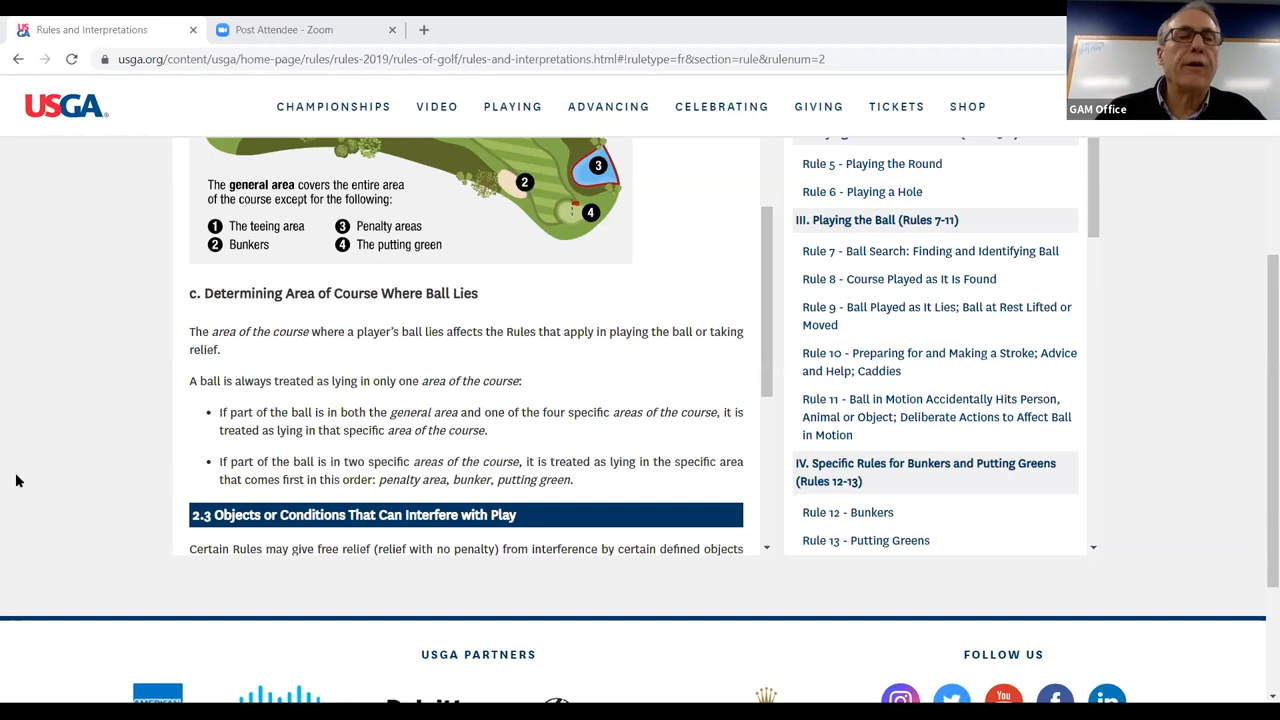 Rules and Interpretations
Post Attendee - Zoom
usga.org/content/usga/home-page/rules/rules-2019/rules-of-golf/rules-and-interpretations.html#!ruletype=fr&section=rule&rulenum=2
GAM Office
USGA
CHAMPIONSHIPS VIDEO PLAYING ADVANCING CELEBRATING GIVING TICKETS SHOP
The general area covers the entire area
of the course except for the following:
1 The teeing area 3 Penalty areas
2 Bunkers 4 The putting green
3
2
4
c. Determining Area of Course Where Ball Lies
The area of the course where a player's ball lies affects the Rules that apply in playing the ball or taking
relief.
A ball is always treated as lying in only one area of the course:
• If part of the ball is in both the general area and one of the four specific areas of the course, it is
treated as lying in that specific area of the course.
• If part of the ball is in two specific areas of the course, it is treated as lying in the specific area
that comes first in this order: penalty area, bunker, putting green.
2.3 Objects or Conditions That Can Interfere with Play
Certain Rules may give free relief (relief with no penalty) from interference by certain defined objects
Rule 5 - Playing the Round
Rule 6 - Playing a Hole
III. Playing the Ball (Rules 7-11)
Rule 7 - Ball Search: Finding and Identifying Ball
Rule 8 - Course Played as It Is Found
Rule 9 - Ball Played as It Lies; Ball at Rest Lifted or
Moved
Rule 10 - Preparing for and Making a Stroke; Advice
and Help; Caddies
Rule 11 - Ball in Motion Accidentally Hits Person,
Animal or Object; Deliberate Actions to Affect Ball
in Motion
IV. Specific Rules for Bunkers and Putting Greens
(Rules 12-13)
Rule 12 - Bunkers
Rule 13 - Putting Greens
USGA PARTNERS
FOLLOW US
AMERICAN
Deloitte
You